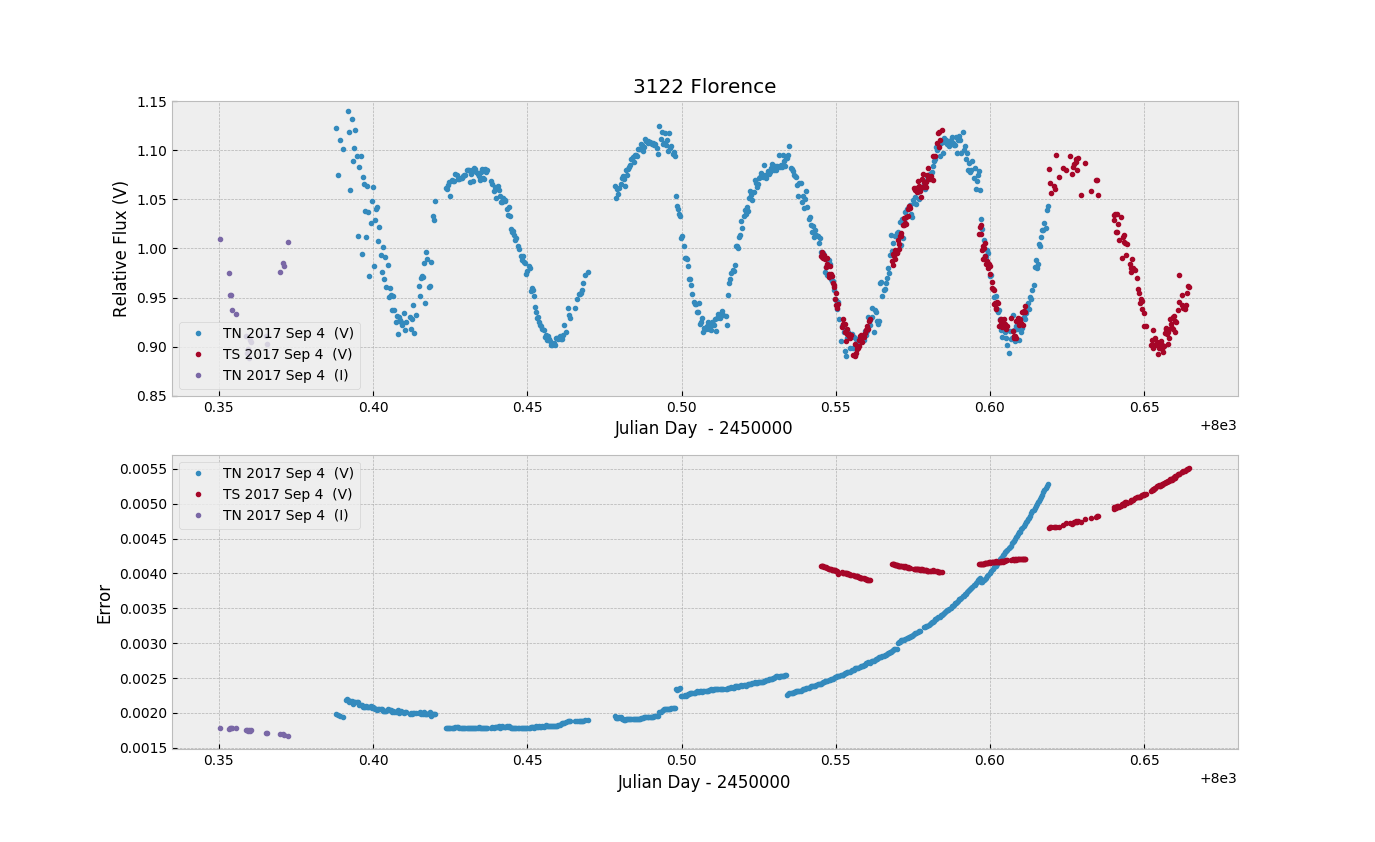 3122 Florence
Relative Flux (V)
1.15
1.10
1.05
1.00
0.95
0.90
0.85
TN 2017 Sep 4 (V)
TS 2017 Sep 4 (V)
TN 2017 Sep 4 (I)
0.35 0.40 0.45 0.50 0.55 0.60 0.65
Julian Day - 2450000
+8e3
Error
0.0055
0.0050
0.0045
0.0040
0.0035
0.0030
0.0025
0.0020
0.0015
TN 2017 Sep 4 (V)
TS 2017 Sep 4 (V)
TN 2017 Sep 4 (I)
0.35 0.40 0.45 0.50 0.55 0.60 0.65
Julian Day - 2450000
+8e3